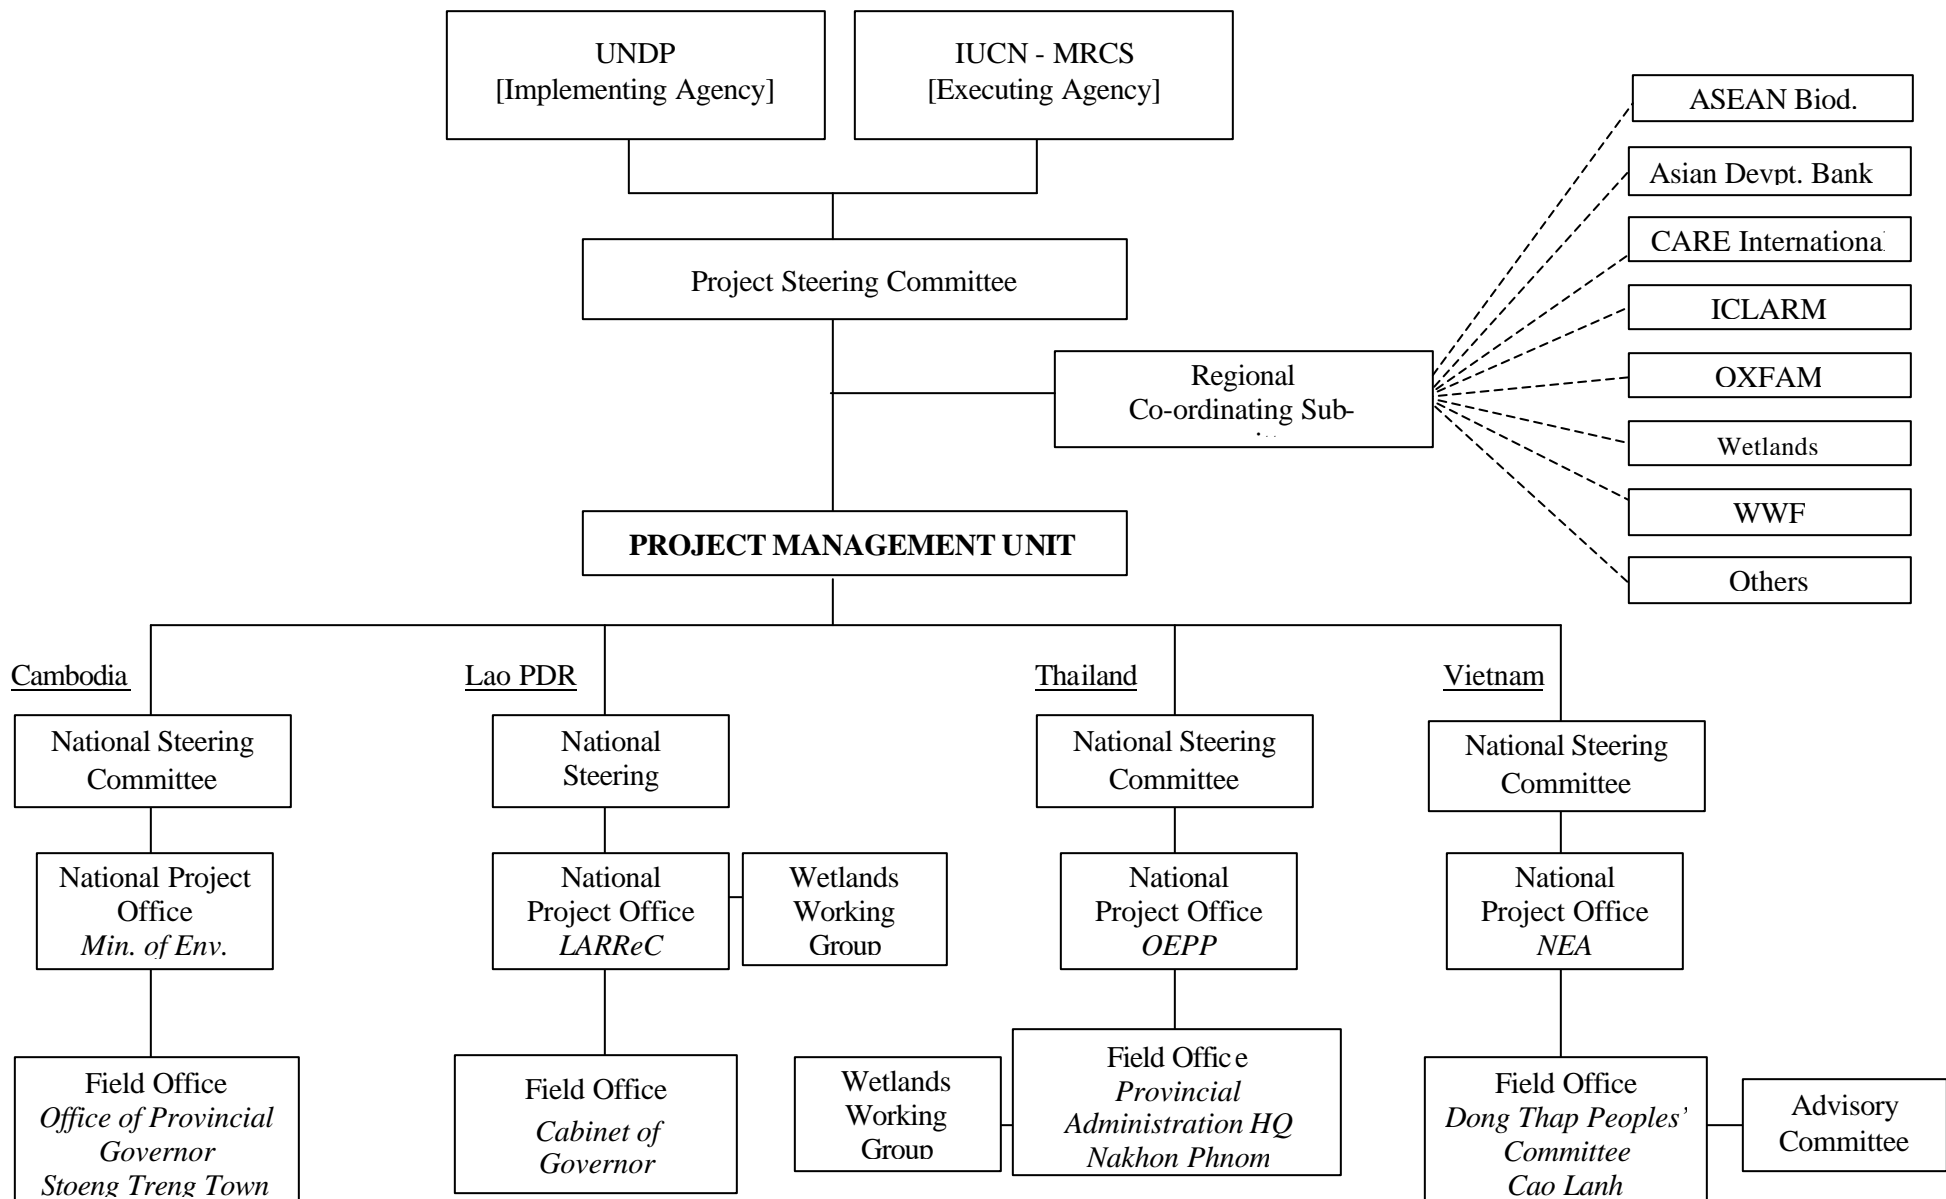 UNDP
[Implementing Agency]
IUCN - MRCS
[Executing Agency]
ASEAN Biod.
Asian Devpt. Bank
CARE International
ICLARM
OXFAM
Wetlands
WWF
Others
Project Steering Committee
Regional
Co-ordinating Sub-
PROJECT MANAGEMENT UNIT
Cambodia
National Steering
Committee
National Project
Office
Min. of Env.
Field Office
Office of Provincial
Governor
Stoeng Treng Town
Lao PDR
National
Steering
National
Project Office
LARReC
Wetlands
Working
Group
Field Office
Cabinet of
Governor
Thailand
National Steering
Committee
National
Project Office
OEPP
Field Office
Provincial
Administration HQ
Nakhon Phnom
Wetlands
Working
Group
Vietnam
National Steering
Committee
National
Project Office
NEA
Field Office
Dong Thap Peoples’
Committee
Cao Lanh
Advisory
Committee